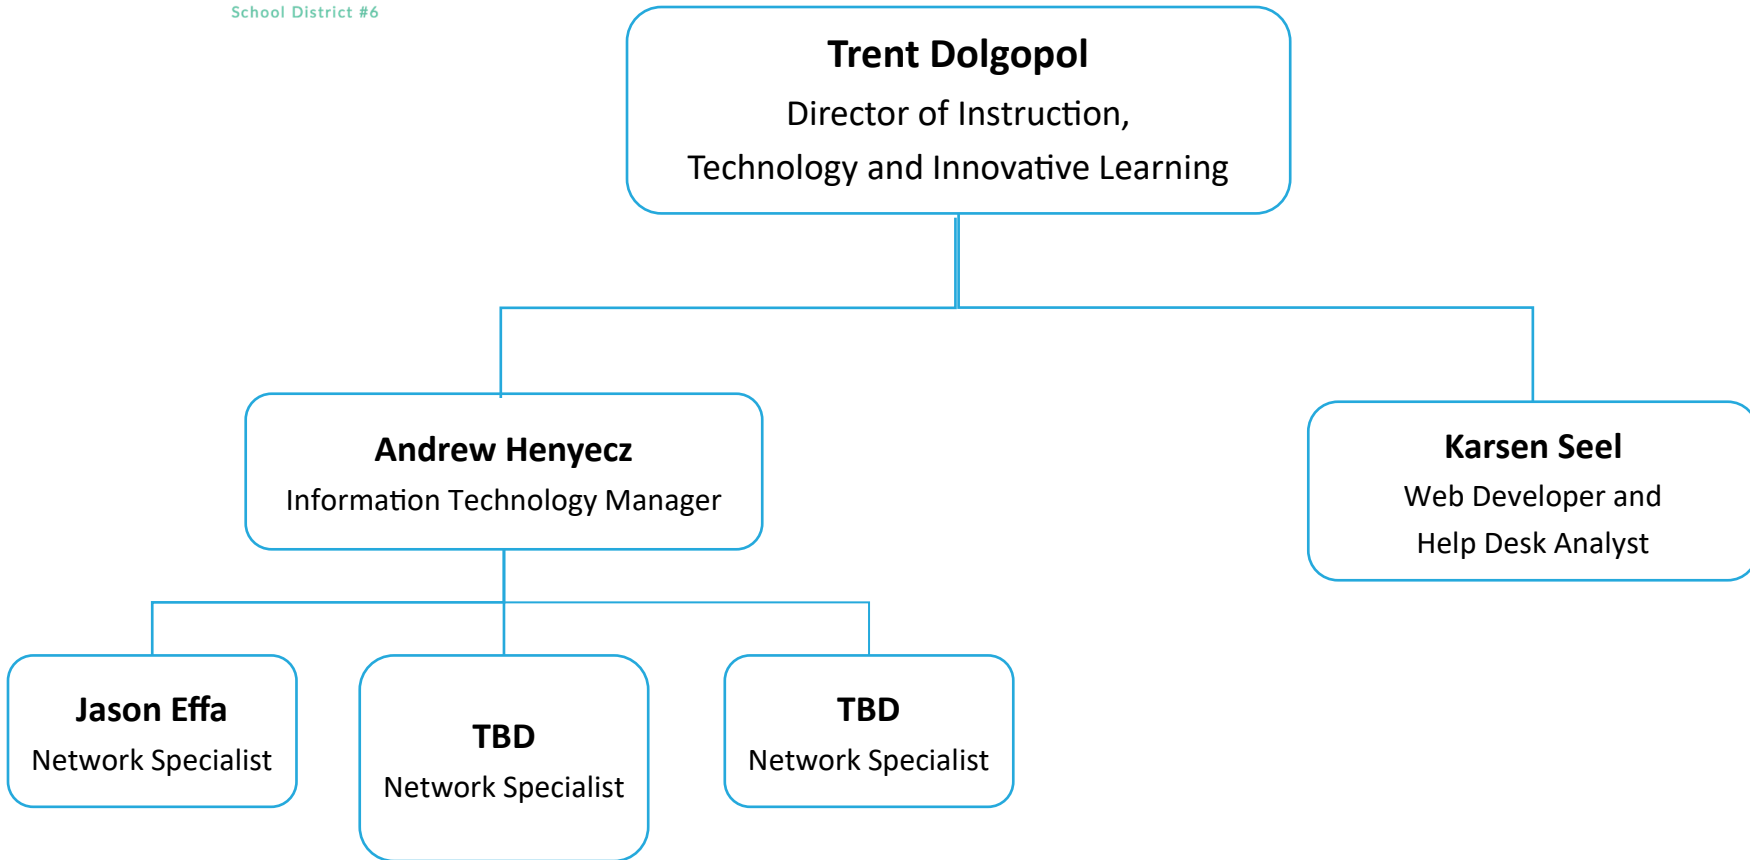 School District #6
Trent Dolgopol
Director of Instruction,
Technology and Innovative Learning
Andrew Henyecz
Information Technology Manager
Karsen Seel
Web Developer and
Help Desk Analyst
Jason Effa
Network Specialist
TBD
Network Specialist
TBD
Network Specialist